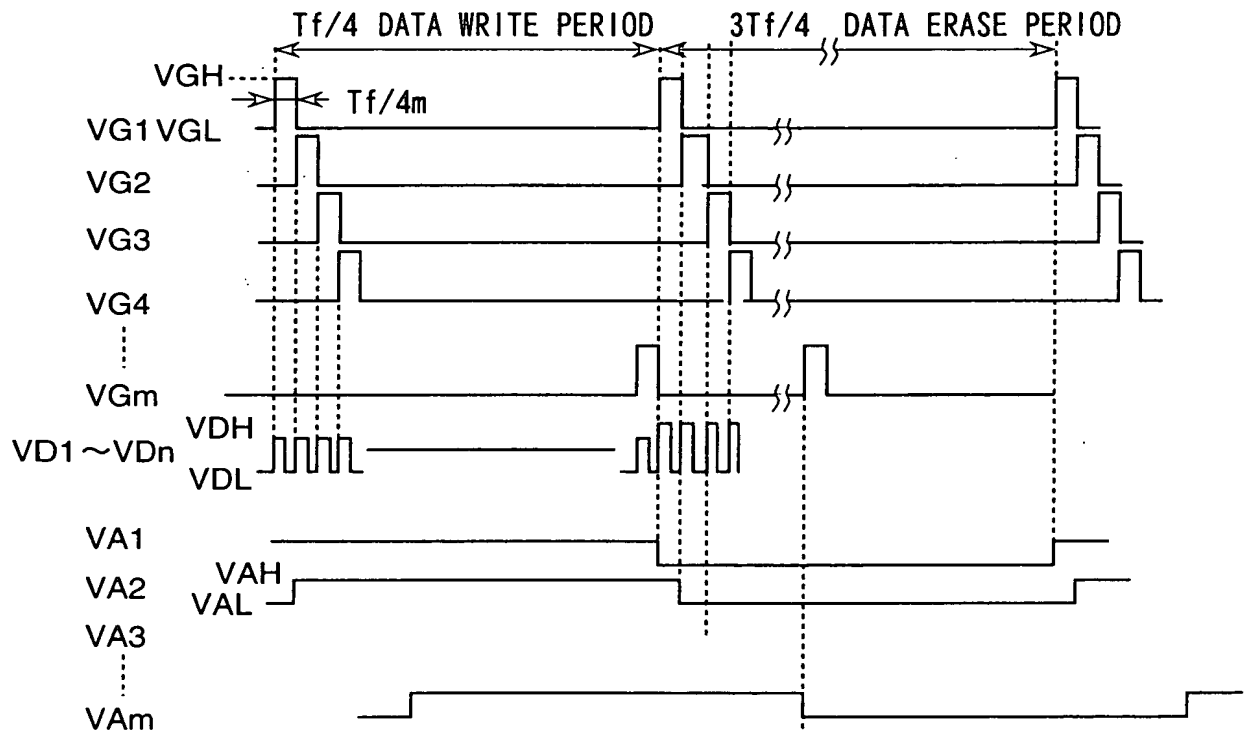 Tf/4 DATA WRITE PERIOD 3Tf/4 DATA ERASE PERIOD
VGH
Tf/4m
VG1 VGL
VG2
VG3
VG4
VGm
VDH
VD1～VDn
VDL
VA1
VAH
VA2
VAL
VA3
VAm